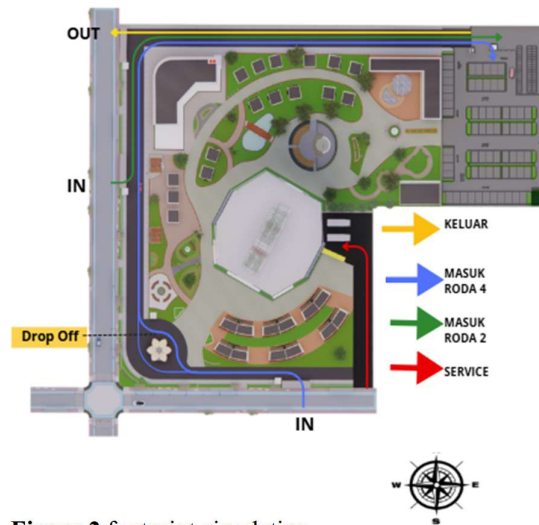 OUT
IN
KELUAR
MASUK
RODA 4
Drop Off
MASUK
RODA 2
SERVICE
IN
N
W E
S